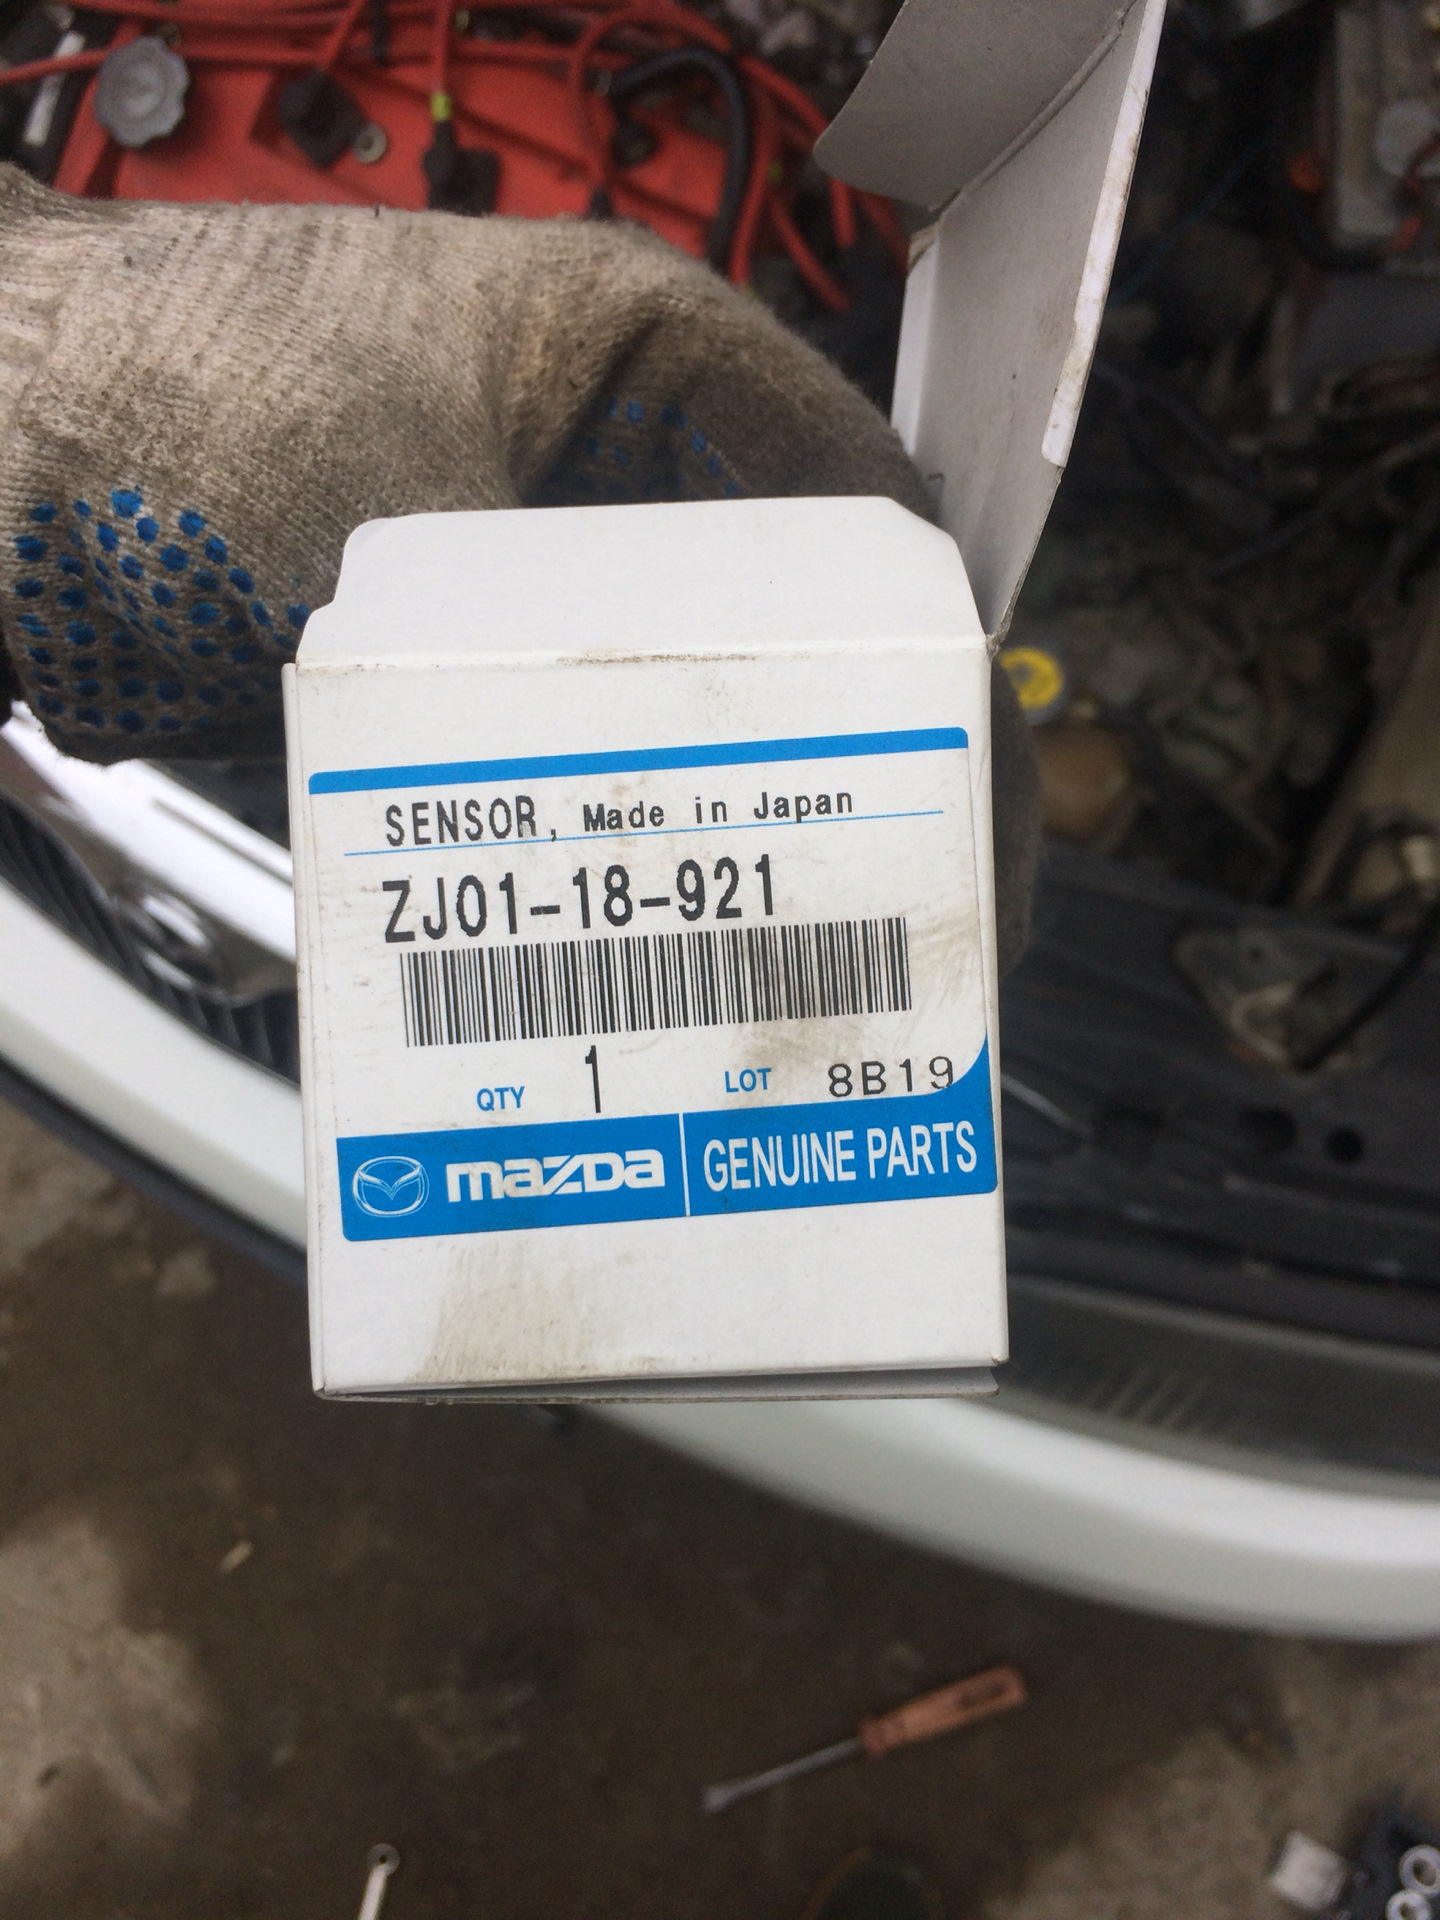 SENSOR, Made in Japan
ZJ01-18-921
QTY 1 LOT 8B19
mazda GENUINE PARTS